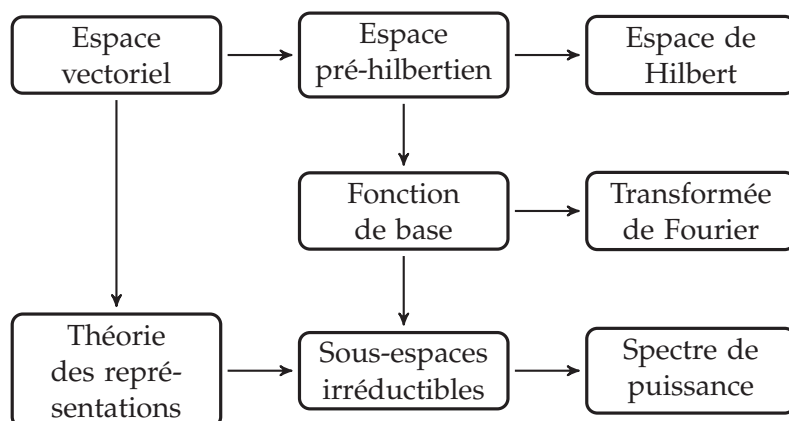 Espace
vectoriel
Espace
pré-hilbertien
Espace de
Hilbert
Fonction
de base
Transformée
de Fourier
Théorie
des repré-
sentations
Sous-espaces
irréductibles
Spectre de
puissance